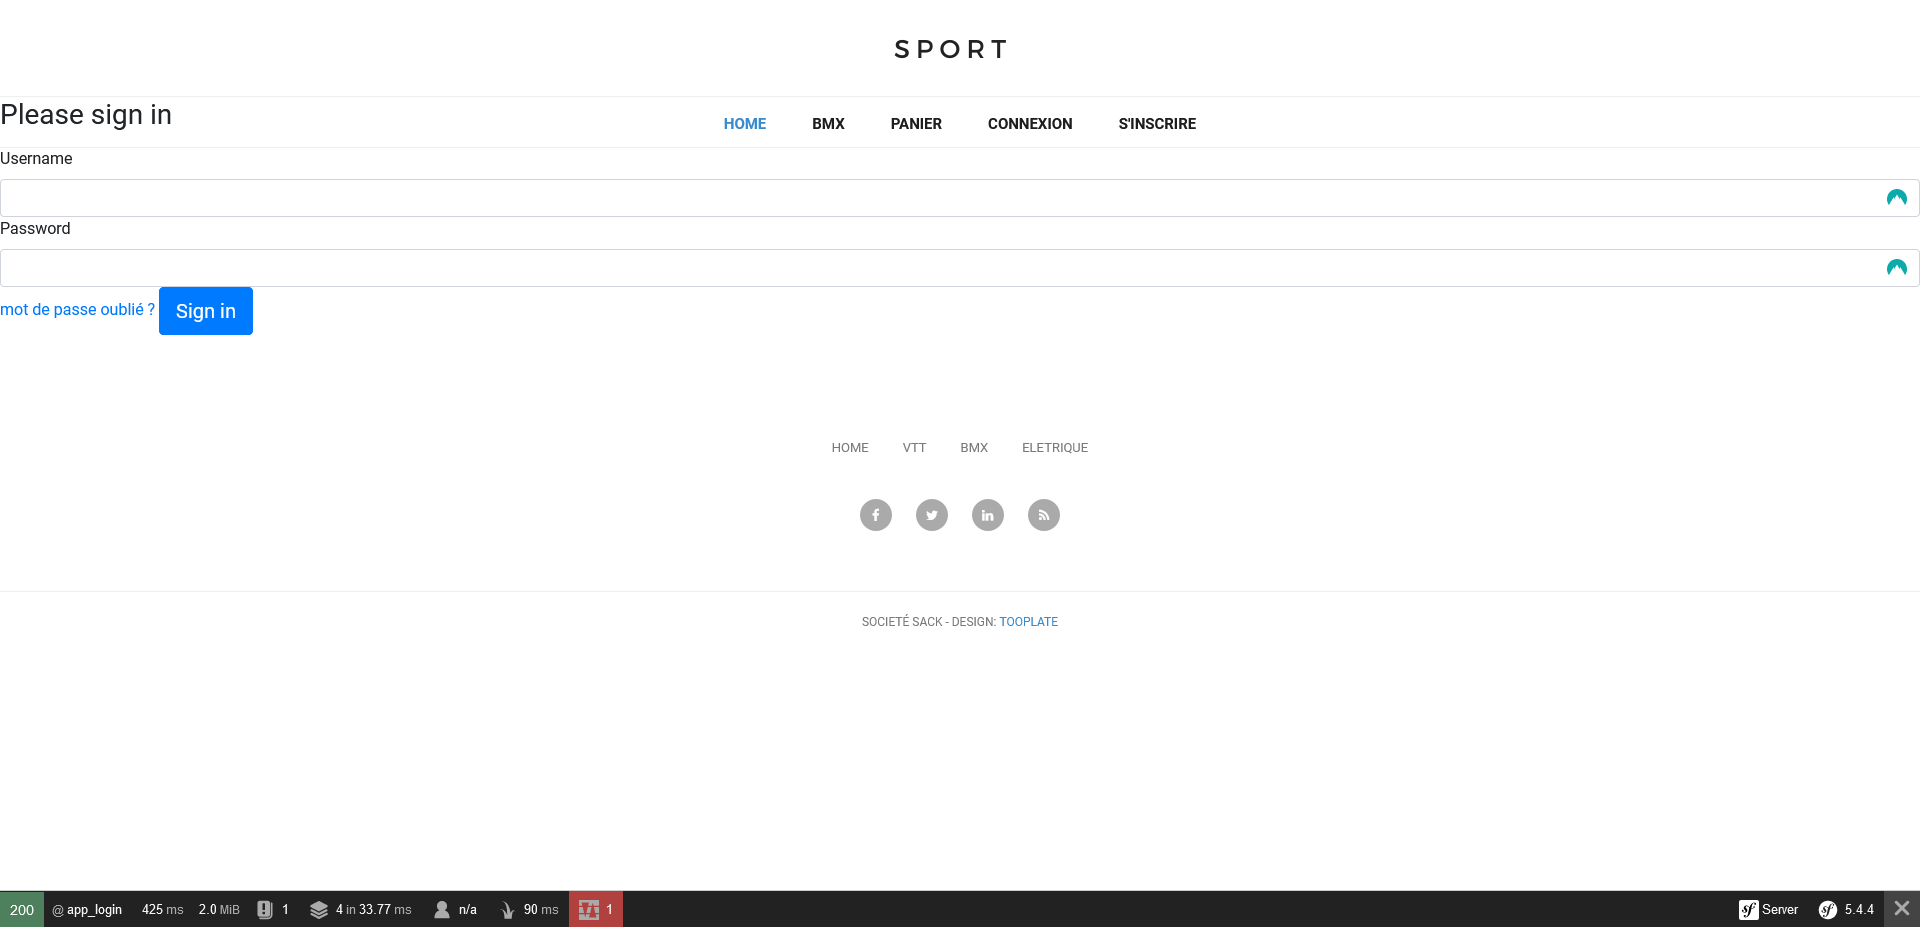 SPORT
Please sign in
HOME BMX PANIER CONNEXION S'INSCRIRE
Username
Password
mot de passe oublié ? Sign in
HOME VTT BMX ELETRIQUE
SOCIETÉ SACK - DESIGN: TOOPLATE
200 @ app_login 425 ms 2.0 MiB 1 4 in 33.77 ms n/a 90 ms 1 Server 5.4.4